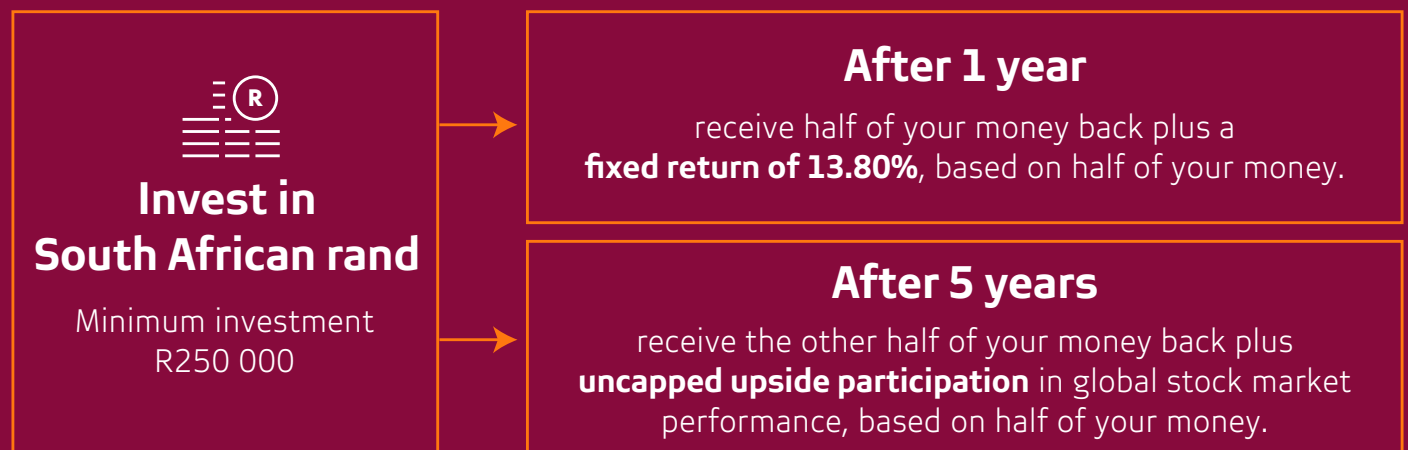 R
Invest in
South African rand
Minimum investment
R250 000
After 1 year
receive half of your money back plus a
fixed return of 13.80%, based on half of your money.
After 5 years
receive the other half of your money back plus
uncapped upside participation in global stock market
performance, based on half of your money.